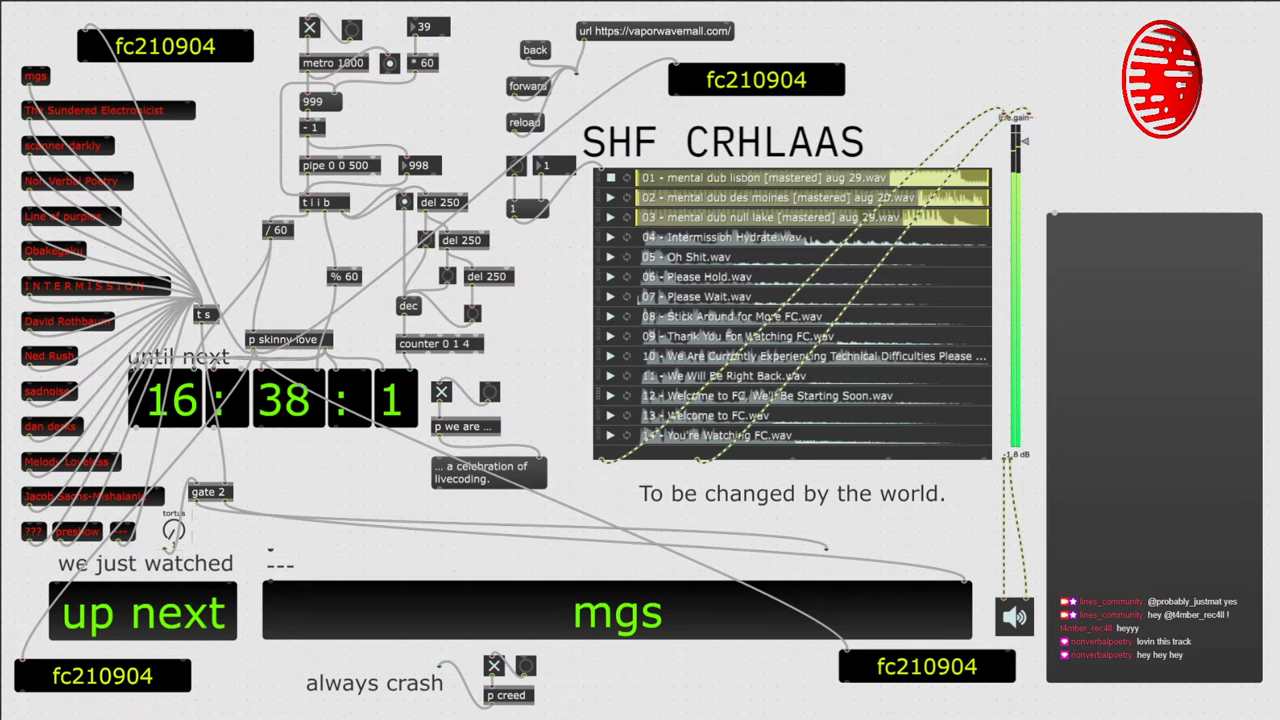 fc210904
mgs
The Sundered Electronicist
scanner darkly
Non Verbal Poetry
Line of purples
Obakegaku
I N T E R M I S S I O N
David Rothbaum
Ned Rush
sadnoise
dan derks
Melody Loveless
Jacob Sachs-Mishalanie
???
preshow
---
39
metro 1000
* 60
999
- 1
pipe 0 0 500
998
t i i b
del 250
/ 60
del 250
% 60
del 250
dec
t s
p skinny love
counter 0 1 4
until next
16 : 38 : 1
p we are ...
... a celebration of
livecoding.
gate 2
tortus
url https://vaporwavemall.com/
back
forward
reload
1
1
fc210904
SHF CRHLAAS
01 - mental dub lisbon [mastered] aug 29.wav
02 - mental dub des moines [mastered] aug 29.wav
03 - mental dub null lake [mastered] aug 29.wav
04 - Intermission Hydrate.wav
05 - Oh Shit.wav
06 - Please Hold.wav
07 - Please Wait.wav
08 - Stick Around for More FC.wav
09 - Thank You For Watching FC.wav
10 - We Are Currently Experiencing Technical Difficulties Please ...
11 - We Will Be Right Back.wav
12 - Welcome to FC, We'll Be Starting Soon.wav
13 - Welcome to FC.wav
14 - You're Watching FC.wav
live.gain~
-1.8 dB
To be changed by the world.
we just watched
---
up next
mgs
fc210904
always crash
p creed
fc210904
lines_community: @probably_justmat yes
lines_community: hey @t4mber_rec4ll !
t4mber_rec4ll: heyyy
nonverbalpoetry: lovin this track
nonverbalpoetry: hey hey hey